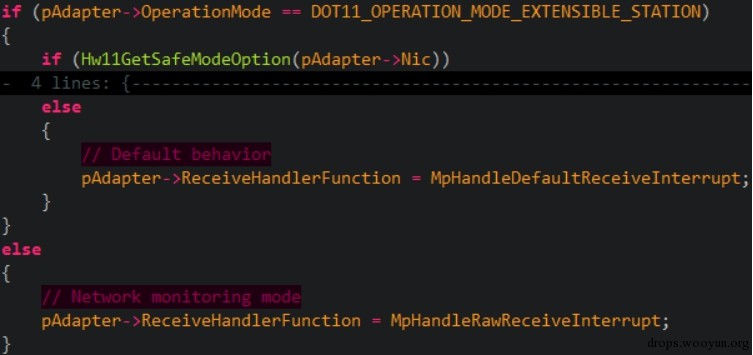 if (pAdapter->OperationMode == DOT11_OPERATION_MODE_EXTENSIBLE_STATION)
{
    if (Hw11GetSafeModeOption(pAdapter->Nic))
-  4 lines: {----------------------------------------------------------------
    else
    {
        // Default behavior
        pAdapter->ReceiveHandlerFunction = MpHandleDefaultReceiveInterrupt;
    }
}
else
{
    // Network monitoring mode
    pAdapter->ReceiveHandlerFunction = MpHandleRawReceiveInterrupt;
}
drops.wooyun.org